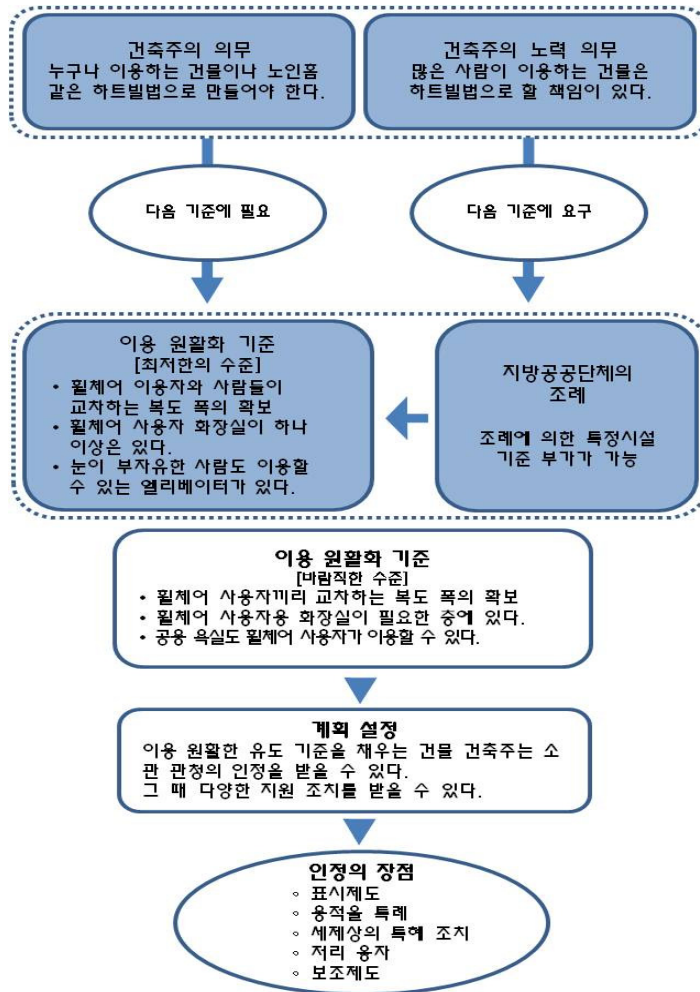 건축주의 의무
누구나 이용하는 건물이나 노인홈
같은 하트빌법으로 만들어야 한다.
건축주의 노력 의무
많은 사람이 이용하는 건물은
하트빌법으로 할 책임이 있다.
다음 기준에 필요
다음 기준에 요구
이용 원활화 기준
[최저한의 수준]
• 휠체어 이용자와 사람들이
교차하는 복도 폭의 확보
• 휠체어 사용자 화장실이 하나
이상은 있다.
• 눈이 부자유한 사람도 이용할
수 있는 엘리베이터가 있다.
지방공공단체의
조례
조례에 의한 특정시설
기준 부가가 가능
이용 원활화 기준
[바람직한 수준]
• 휠체어 사용자끼리 교차하는 복도 폭의 확보
• 휠체어 사용자용 화장실이 필요한 층에 있다.
• 공용 욕실도 휠체어 사용자가 이용할 수 있다.
계획 설정
이용 원활한 유도 기준을 채우는 건물 건축주는 소
관 관청의 인정을 받을 수 있다.
그 때 다양한 지원 조치를 받을 수 있다.
인정의 장점
◦ 표시제도
◦ 용적율 특례
◦ 세제상의 특혜 조치
◦ 저리 융자
◦ 보조제도